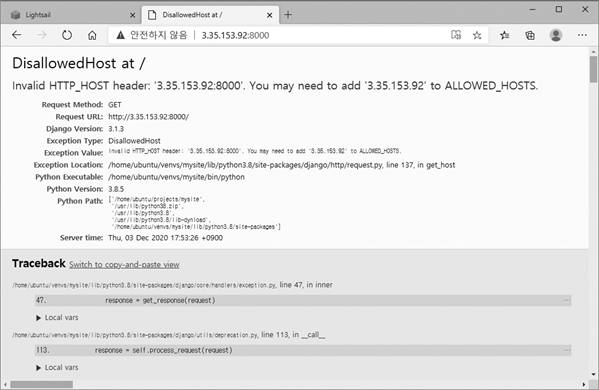 Lightsail
DisallowedHost at /
안전하지 않음 | 3.35.153.92:8000
DisallowedHost at /
Invalid HTTP_HOST header: '3.35.153.92:8000'. You may need to add '3.35.153.92' to ALLOWED_HOSTS.
Request Method: GET
Request URL: http://3.35.153.92:8000/
Django Version: 3.1.3
Exception Type: DisallowedHost
Exception Value: Invalid HTTP_HOST header: '3.35.153.92:8000'. You may need to add '3.35.153.92' to ALLOWED_HOSTS.
Exception Location: /home/ubuntu/venvs/mysite/lib/python3.8/site-packages/django/http/request.py, line 137, in get_host
Python Executable: /home/ubuntu/venvs/mysite/bin/python
Python Version: 3.8.5
Python Path: ['/home/ubuntu/projects/mysite',
'/usr/lib/python38.zip',
'/usr/lib/python3.8',
'/usr/lib/python3.8/lib-dynload',
'/home/ubuntu/venvs/mysite/lib/python3.8/site-packages']
Server time: Thu, 03 Dec 2020 17:53:26 +0900
Traceback Switch to copy-and-paste view
/home/ubuntu/venvs/mysite/lib/python3.8/site-packages/django/core/handlers/exception.py, line 47, in inner
47. response = get_response(request) ...
▶ Local vars
/home/ubuntu/venvs/mysite/lib/python3.8/site-packages/django/utils/deprecation.py, line 113, in __call__
113. response = self.process_request(request) ...
▶ Local vars